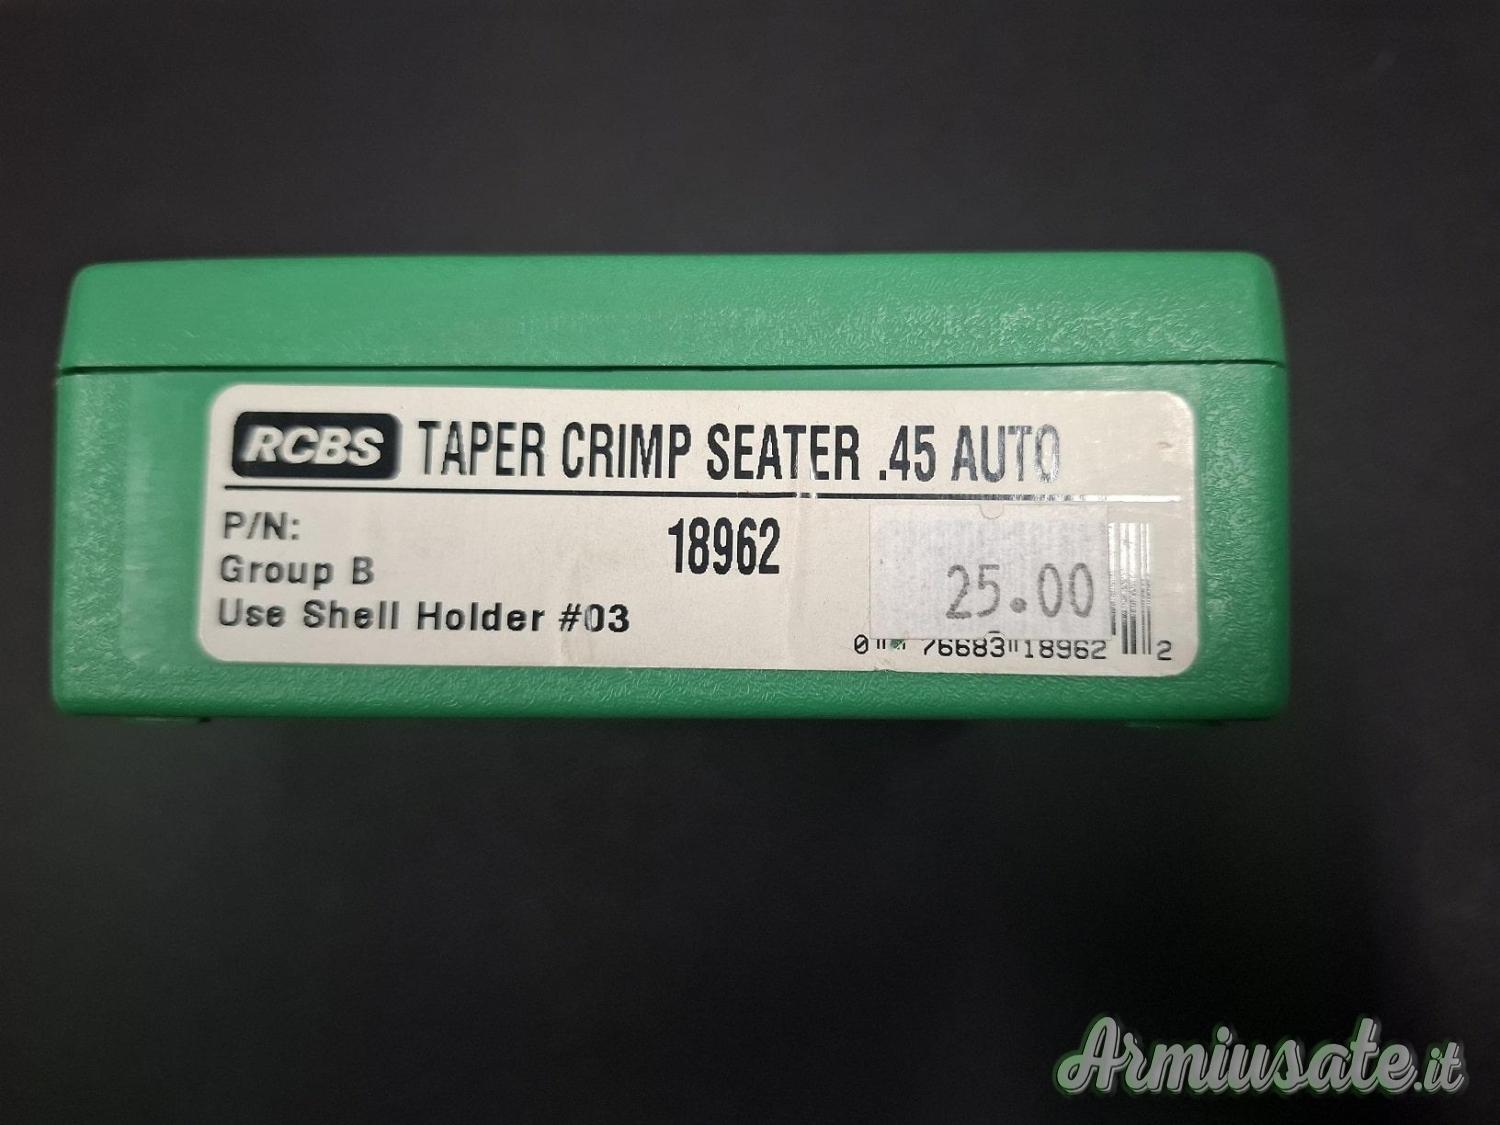 RCBS TAPER CRIMP SEATER .45 AUTO
P/N: 18962
Group B
Use Shell Holder #03
25.00
0 76683 18962 2
Armiusate.it